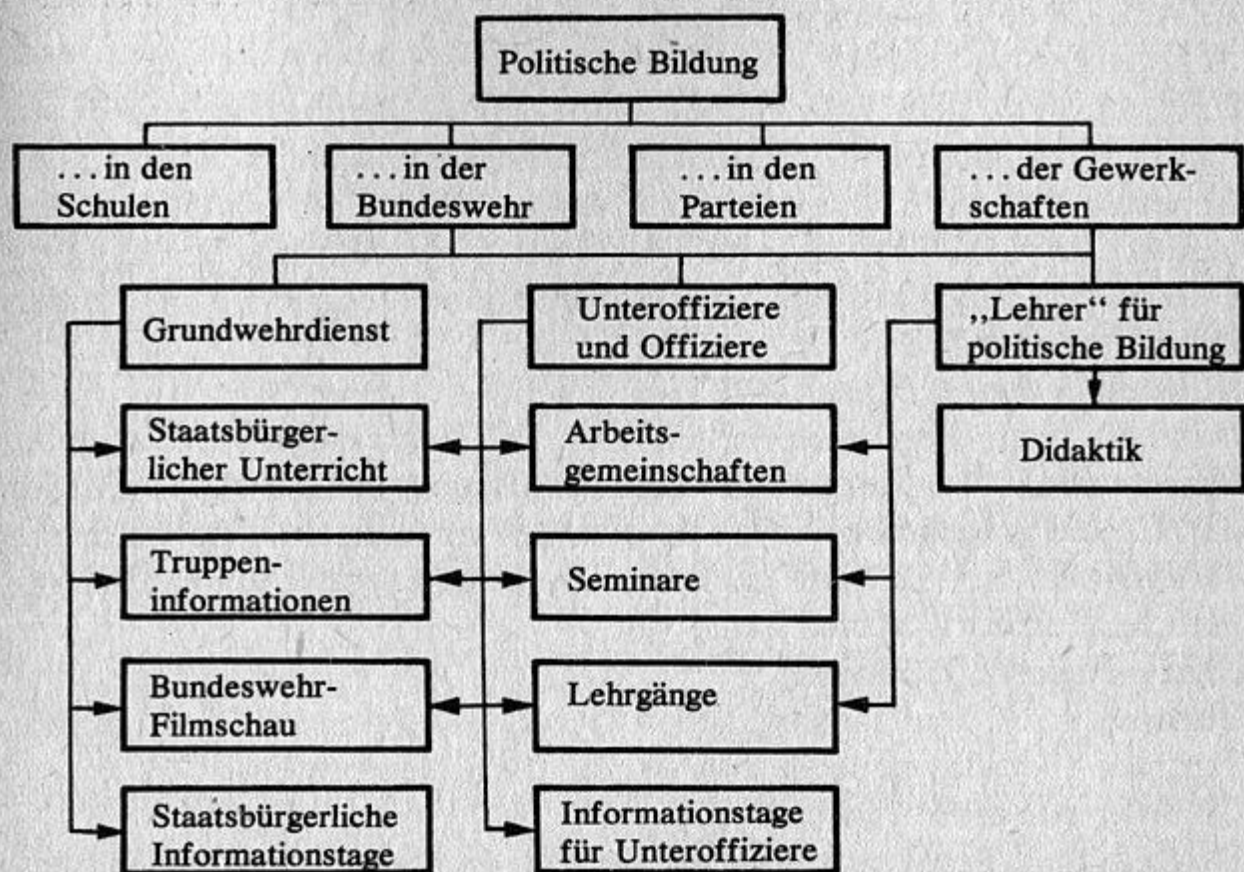 Politische Bildung
...in den
Schulen
...in der
Bundeswehr
...in den
Parteien
...der Gewerk-
schaften
Grundwehrdienst
Unteroffiziere
und Offiziere
„Lehrer“ für
politische Bildung
Staatsbürger-
licher Unterricht
Arbeits-
gemeinschaften
Didaktik
Truppen-
informationen
Seminare
Bundeswehr-
Filmschau
Lehrgänge
Staatsbürgerliche
Informationstage
Informationstage
für Unteroffiziere